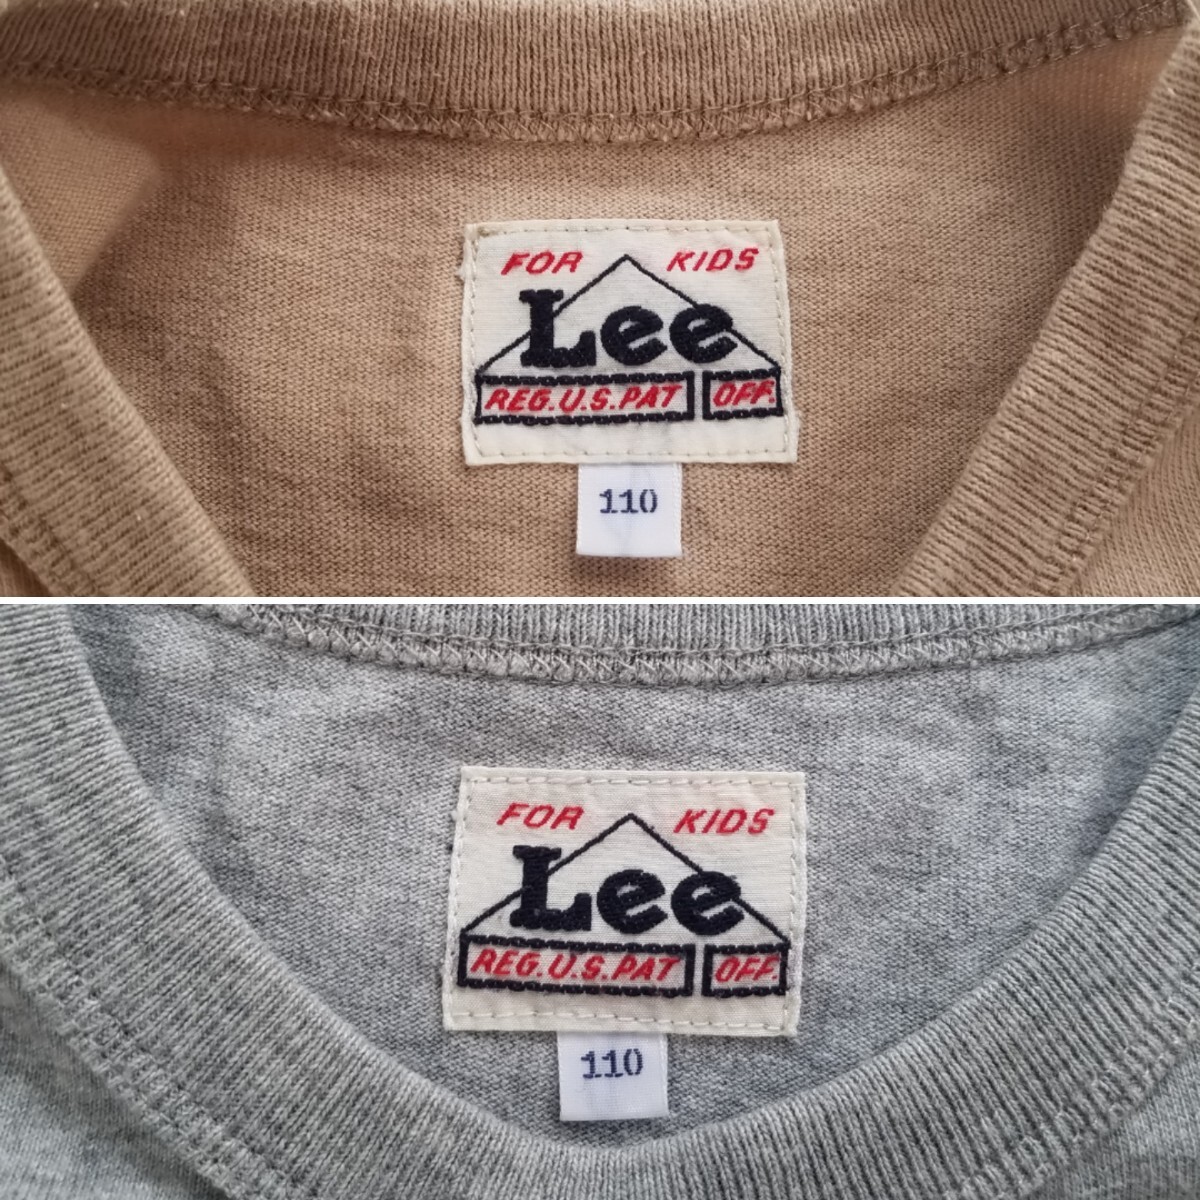 FOR KIDS
Lee
REG.U.S.PAT OFF.
110
FOR KIDS
Lee
REG.U.S.PAT OFF.
110